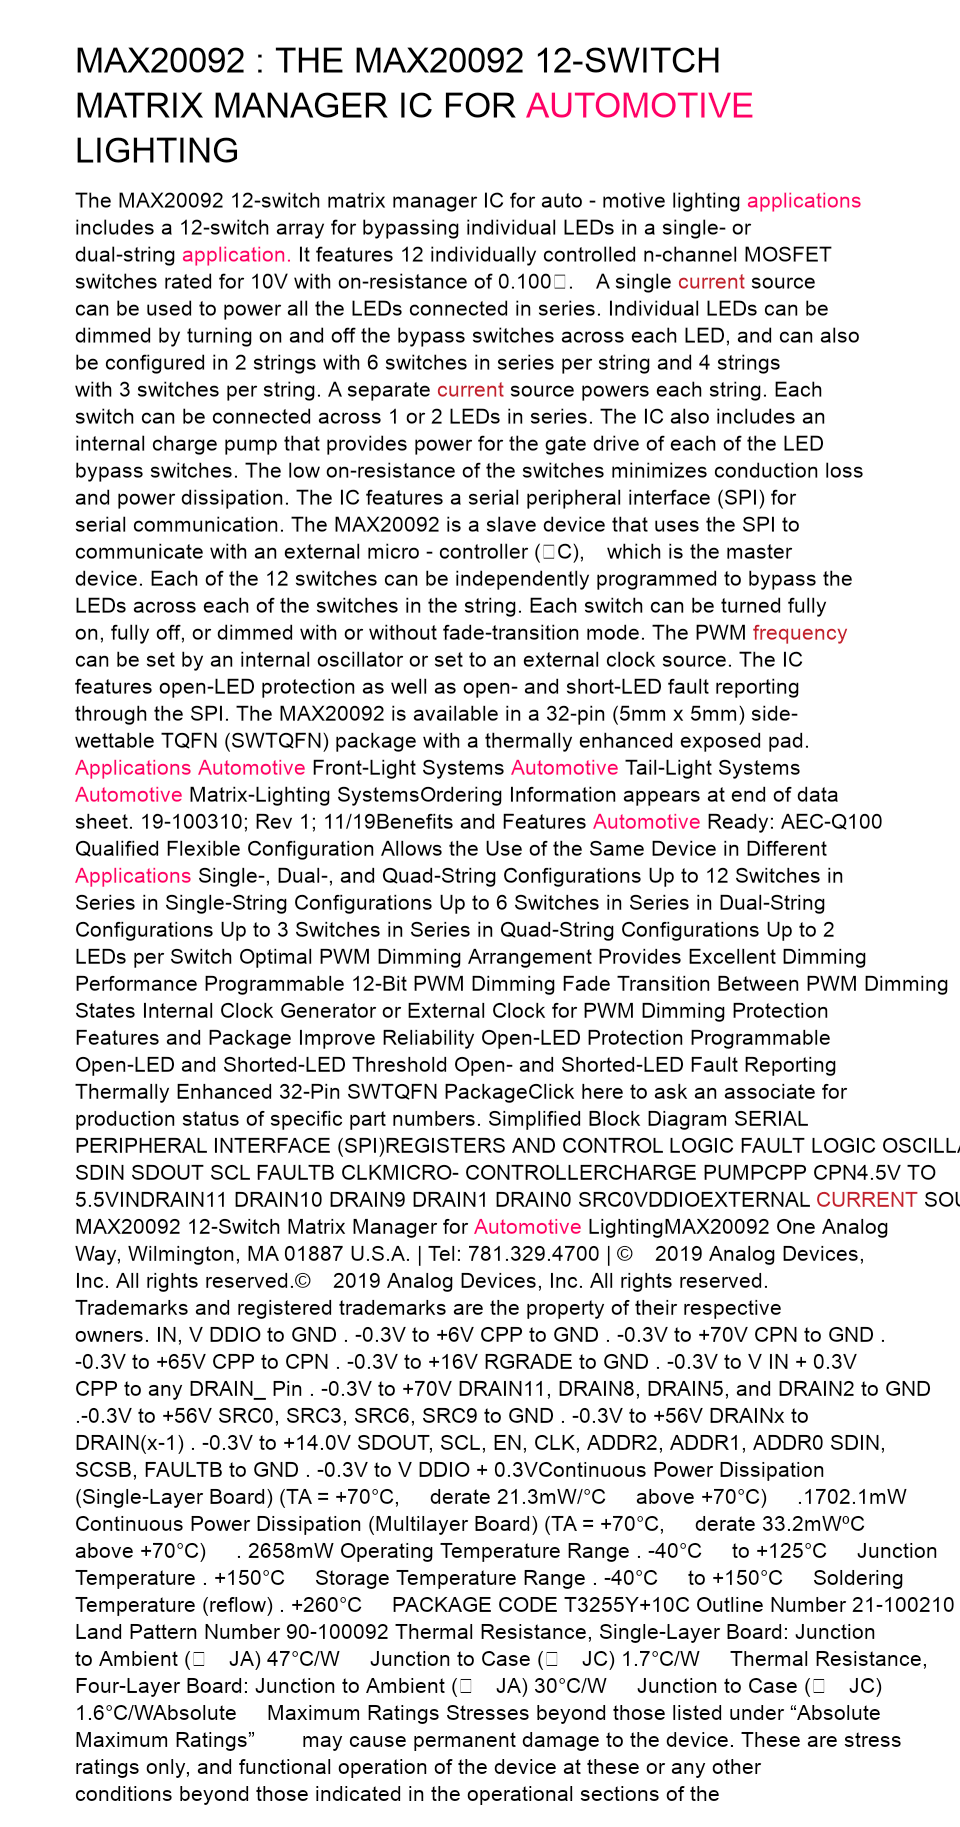 MAX20092 : THE MAX20092 12-SWITCH
MATRIX MANAGER IC FOR AUTOMOTIVE
LIGHTING
The MAX20092 12-switch matrix manager IC for auto - motive lighting applications
includes a 12-switch array for bypassing individual LEDs in a single- or
dual-string application. It features 12 individually controlled n-channel MOSFET
switches rated for 10V with on-resistance of 0.100□. A single current source
can be used to power all the LEDs connected in series. Individual LEDs can be
dimmed by turning on and off the bypass switches across each LED, and can also
be configured in 2 strings with 6 switches in series per string and 4 strings
with 3 switches per string. A separate current source powers each string. Each
switch can be connected across 1 or 2 LEDs in series. The IC also includes an
internal charge pump that provides power for the gate drive of each of the LED
bypass switches. The low on-resistance of the switches minimizes conduction loss
and power dissipation. The IC features a serial peripheral interface (SPI) for
serial communication. The MAX20092 is a slave device that uses the SPI to
communicate with an external micro - controller (□C), which is the master
device. Each of the 12 switches can be independently programmed to bypass the
LEDs across each of the switches in the string. Each switch can be turned fully
on, fully off, or dimmed with or without fade-transition mode. The PWM frequency
can be set by an internal oscillator or set to an external clock source. The IC
features open-LED protection as well as open- and short-LED fault reporting
through the SPI. The MAX20092 is available in a 32-pin (5mm x 5mm) side-
wettable TQFN (SWTQFN) package with a thermally enhanced exposed pad.
Applications Automotive Front-Light Systems Automotive Tail-Light Systems
Automotive Matrix-Lighting SystemsOrdering Information appears at end of data
sheet. 19-100310; Rev 1; 11/19Benefits and Features Automotive Ready: AEC-Q100
Qualified Flexible Configuration Allows the Use of the Same Device in Different
Applications Single-, Dual-, and Quad-String Configurations Up to 12 Switches in
Series in Single-String Configurations Up to 6 Switches in Series in Dual-String
Configurations Up to 3 Switches in Series in Quad-String Configurations Up to 2
LEDs per Switch Optimal PWM Dimming Arrangement Provides Excellent Dimming
Performance Programmable 12-Bit PWM Dimming Fade Transition Between PWM Dimming
States Internal Clock Generator or External Clock for PWM Dimming Protection
Features and Package Improve Reliability Open-LED Protection Programmable
Open-LED and Shorted-LED Threshold Open- and Shorted-LED Fault Reporting
Thermally Enhanced 32-Pin SWTQFN PackageClick here to ask an associate for
production status of specific part numbers. Simplified Block Diagram SERIAL
PERIPHERAL INTERFACE (SPI)REGISTERS AND CONTROL LOGIC FAULT LOGIC OSCILLA
SDIN SDOUT SCL FAULTB CLKMICRO- CONTROLLERCHARGE PUMPCPP CPN4.5V TO
5.5VINDRAIN11 DRAIN10 DRAIN9 DRAIN1 DRAIN0 SRC0VDDIOEXTERNAL CURRENT SOU
MAX20092 12-Switch Matrix Manager for Automotive LightingMAX20092 One Analog
Way, Wilmington, MA 01887 U.S.A. | Tel: 781.329.4700 | © 2019 Analog Devices,
Inc. All rights reserved.© 2019 Analog Devices, Inc. All rights reserved.
Trademarks and registered trademarks are the property of their respective
owners. IN, V DDIO to GND . -0.3V to +6V CPP to GND . -0.3V to +70V CPN to GND .
-0.3V to +65V CPP to CPN . -0.3V to +16V RGRADE to GND . -0.3V to V IN + 0.3V
CPP to any DRAIN_ Pin . -0.3V to +70V DRAIN11, DRAIN8, DRAIN5, and DRAIN2 to GND
.-0.3V to +56V SRC0, SRC3, SRC6, SRC9 to GND . -0.3V to +56V DRAINx to
DRAIN(x-1) . -0.3V to +14.0V SDOUT, SCL, EN, CLK, ADDR2, ADDR1, ADDR0 SDIN,
SCSB, FAULTB to GND . -0.3V to V DDIO + 0.3VContinuous Power Dissipation
(Single-Layer Board) (TA = +70°C, derate 21.3mW/°C above +70°C) .1702.1mW
Continuous Power Dissipation (Multilayer Board) (TA = +70°C, derate 33.2mWºC
above +70°C) . 2658mW Operating Temperature Range . -40°C to +125°C Junction
Temperature . +150°C Storage Temperature Range . -40°C to +150°C Soldering
Temperature (reflow) . +260°C PACKAGE CODE T3255Y+10C Outline Number 21-100210
Land Pattern Number 90-100092 Thermal Resistance, Single-Layer Board: Junction
to Ambient (□ JA) 47°C/W Junction to Case (□ JC) 1.7°C/W Thermal Resistance,
Four-Layer Board: Junction to Ambient (□ JA) 30°C/W Junction to Case (□ JC)
1.6°C/WAbsolute Maximum Ratings Stresses beyond those listed under “Absolute
Maximum Ratings” may cause permanent damage to the device. These are stress
ratings only, and functional operation of the device at these or any other
conditions beyond those indicated in the operational sections of the